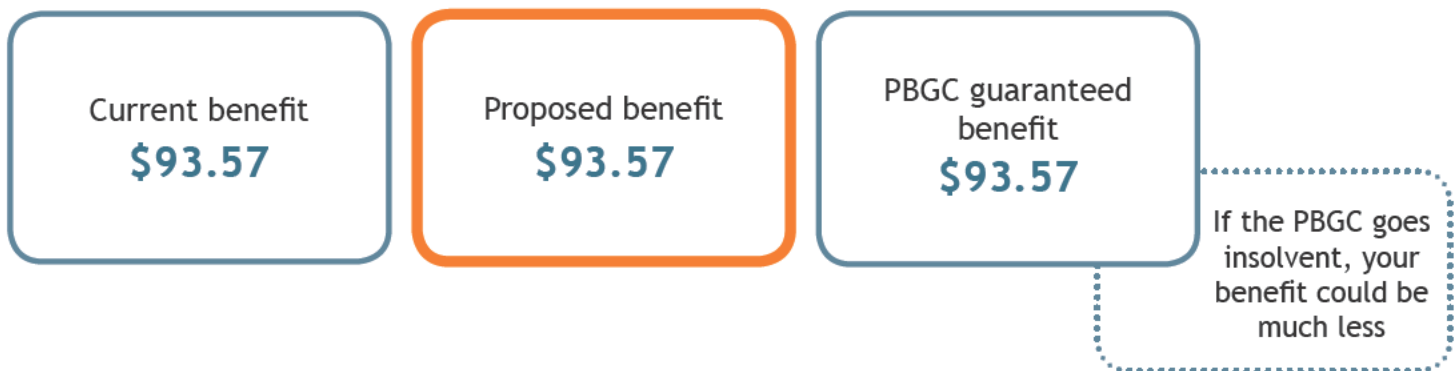 Current benefit
$93.57
Proposed benefit
$93.57
PBGC guaranteed
benefit
$93.57
If the PBGC goes
insolvent, your
benefit could be
much less